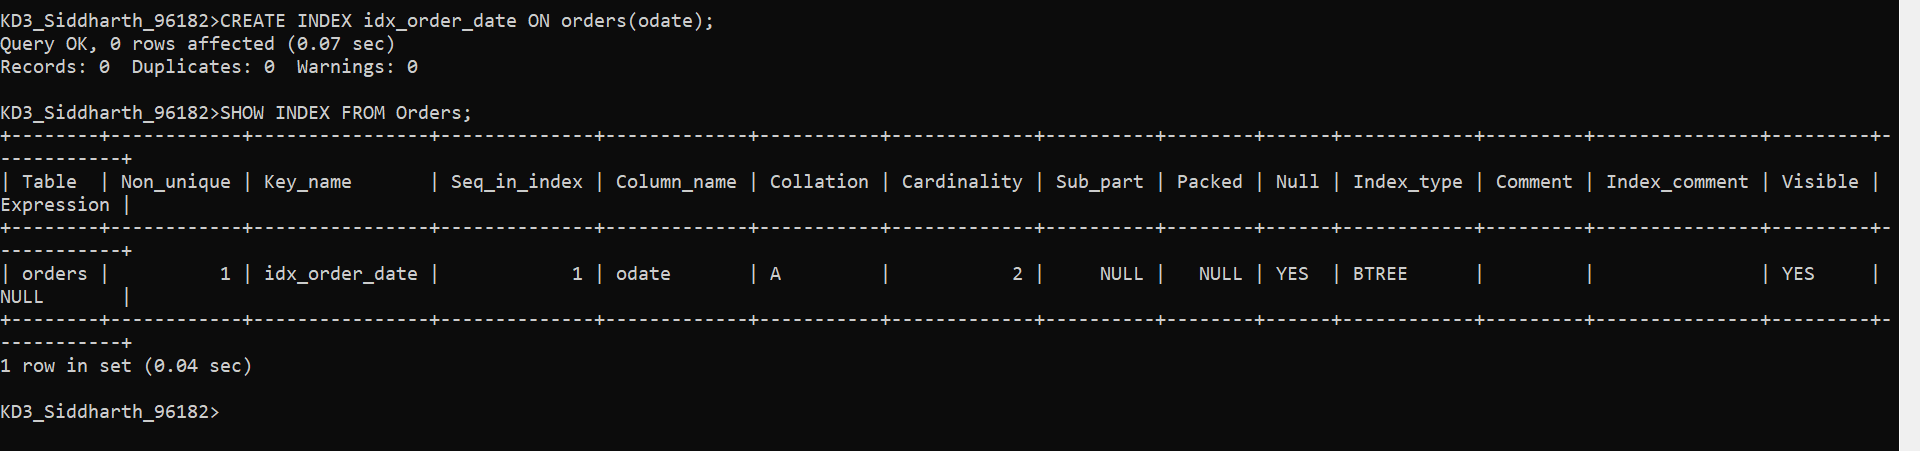 KD3_Siddharth_96182>CREATE INDEX idx_order_date ON orders(odate);
Query OK, 0 rows affected (0.07 sec)
Records: 0  Duplicates: 0  Warnings: 0

KD3_Siddharth_96182>SHOW INDEX FROM Orders;
+--------+------------+----------------+--------------+-------------+-----------+-------------+----------+--------+------+------------+---------+---------------+---------+-
-----------+
| Table  | Non_unique | Key_name       | Seq_in_index | Column_name | Collation | Cardinality | Sub_part | Packed | Null | Index_type | Comment | Index_comment | Visible |
Expression |
+--------+------------+----------------+--------------+-------------+-----------+-------------+----------+--------+------+------------+---------+---------------+---------+-
-----------+
| orders |          1 | idx_order_date |            1 | odate       | A         |           2 |     NULL |   NULL | YES  | BTREE      |         |               | YES     |
NULL       |
+--------+------------+----------------+--------------+-------------+-----------+-------------+----------+--------+------+------------+---------+---------------+---------+-
-----------+
1 row in set (0.04 sec)

KD3_Siddharth_96182>